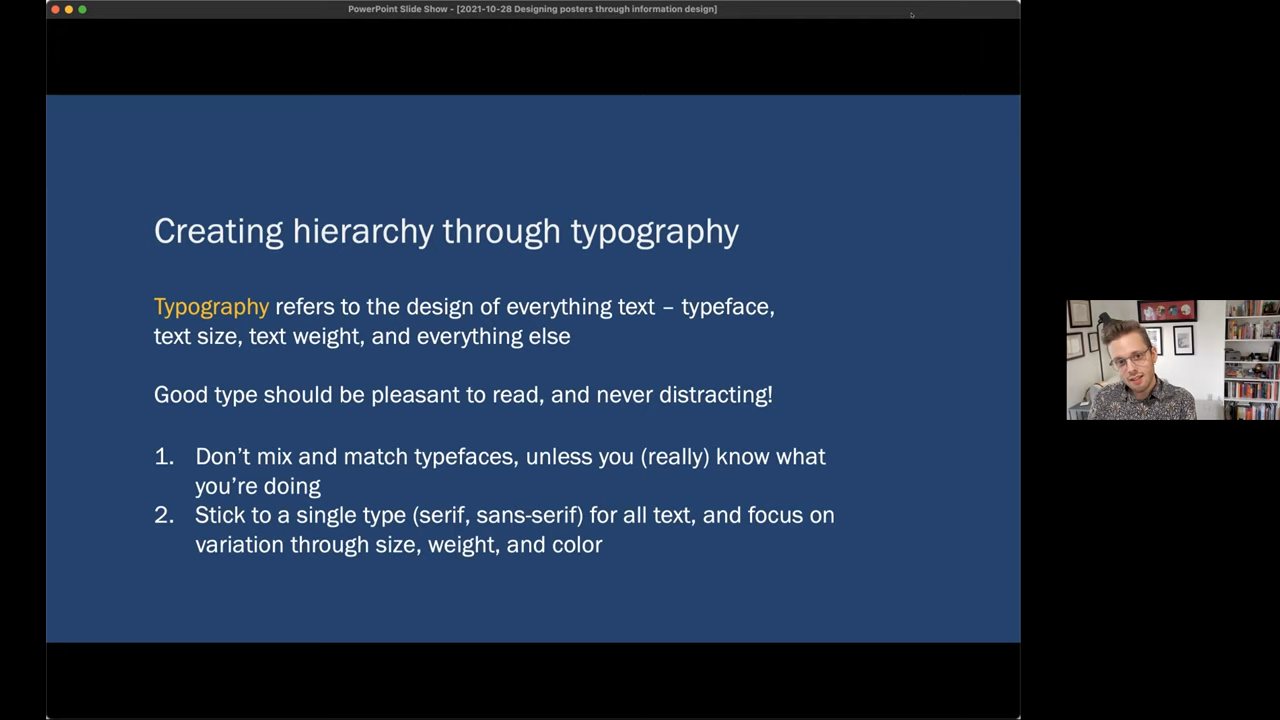 PowerPoint Slide Show - [2021-10-28 Designing posters through information design]
Creating hierarchy through typography
Typography refers to the design of everything text – typeface,
text size, text weight, and everything else
Good type should be pleasant to read, and never distracting!
1. Don’t mix and match typefaces, unless you (really) know what
you’re doing
2. Stick to a single type (serif, sans-serif) for all text, and focus on
variation through size, weight, and color